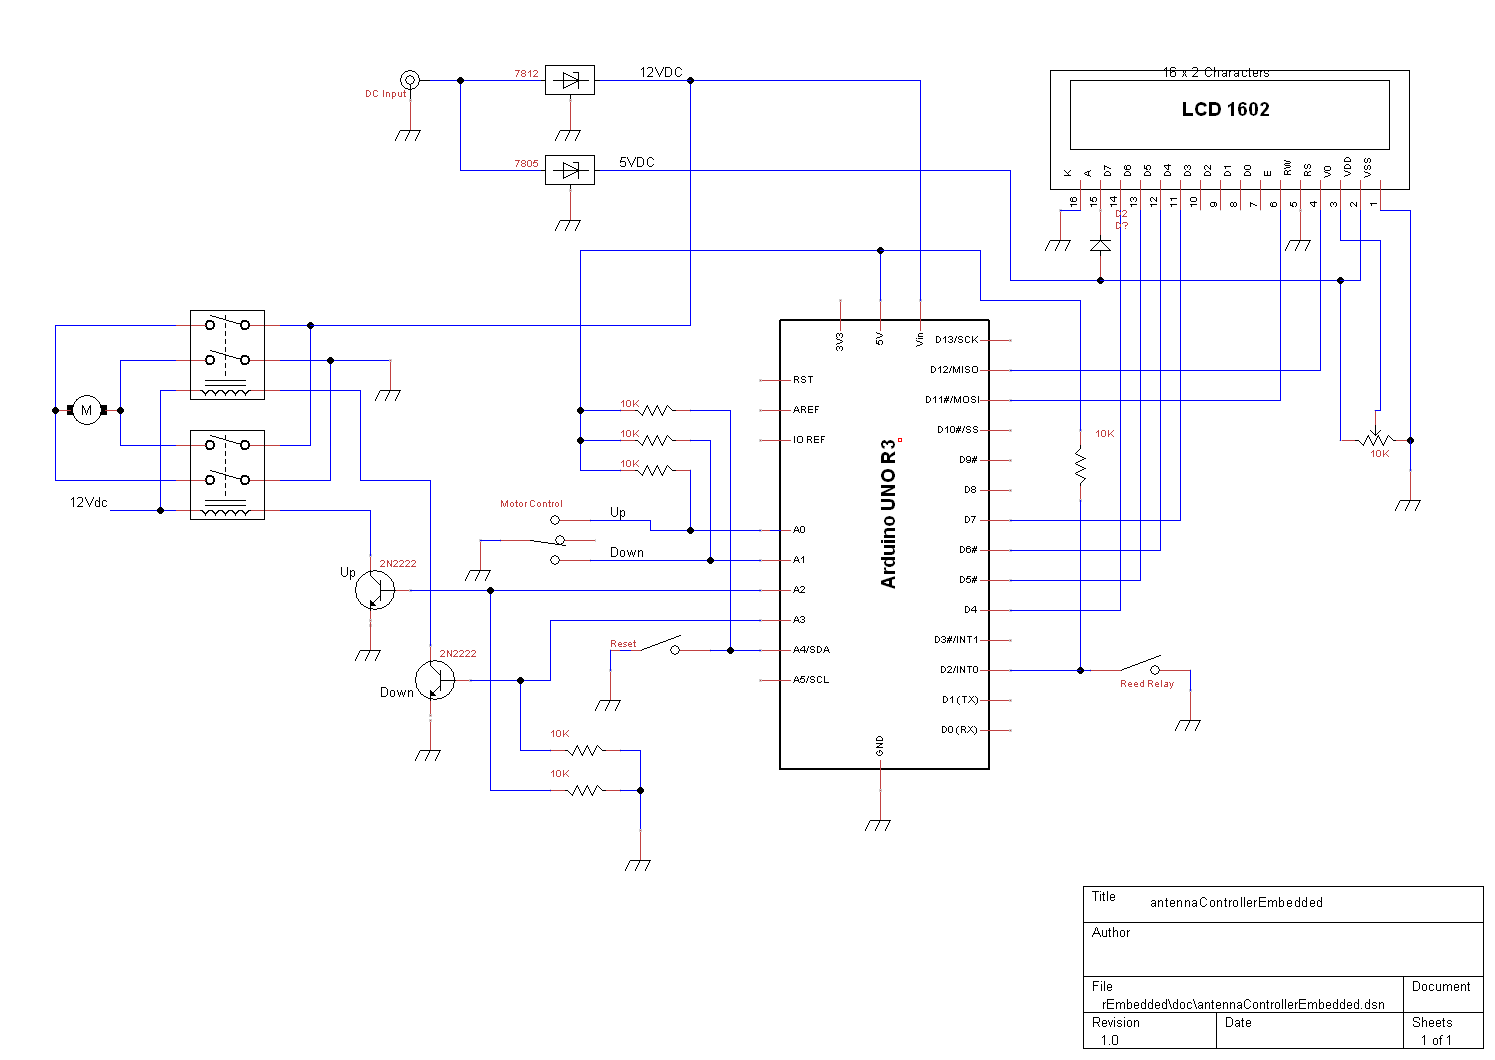 7812
12VDC
DC Input
7805
5VDC
16 x 2 Characters
LCD 1602
K
A
D7
D6
D5
D4
D3
D2
D1
D0
E
RW
RS
V0
VDD
VSS
16
15
14
13
12
11
10
9
8
7
6
5
4
3
2
1
D2
D?
M
12Vdc
10K
10K
10K
Motor Control
Up
Down
Up
2N2222
2N2222
Down
Reset
10K
10K
Arduino UNO R3
3V3
5V
Vin
RST
AREF
IO REF
A0
A1
A2
A3
A4/SDA
A5/SCL
GND
D13/SCK
D12/MISO
D11#/MOSI
D10#/SS
D9#
D8
D7
D6#
D5#
D4
D3#/INT1
D2/INT0
D1(TX)
D0(RX)
10K
10K
Reed Relay
Title
antennaControllerEmbedded
Author
File
rEmbedded\doc\antennaControllerEmbedded.dsn
Document
Revision
1.0
Date
Sheets
1 of 1